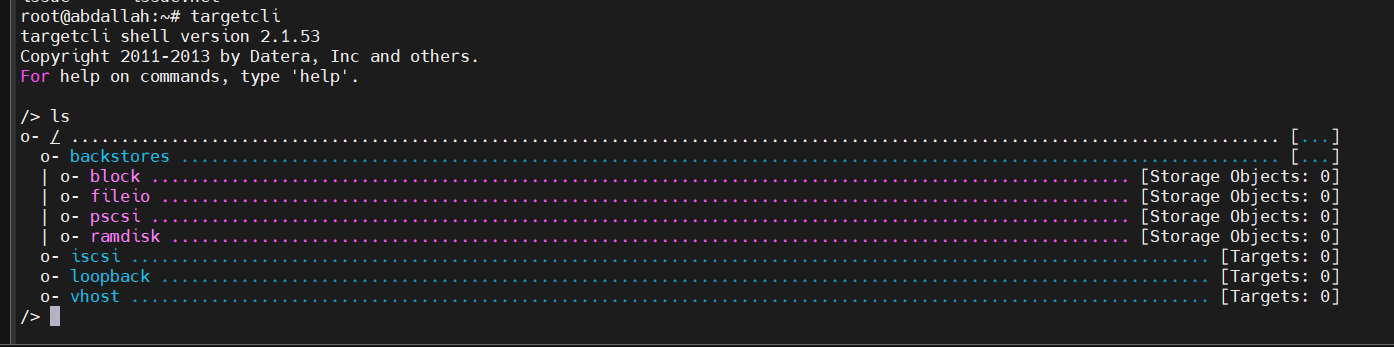 root@abdallah:~# targetcli
targetcli shell version 2.1.53
Copyright 2011-2013 by Datera, Inc and others.
For help on commands, type 'help'.
/> ls
o- / ......................................................................................................................... [...]
  o- backstores .............................................................................................................. [...]
  | o- block .................................................................................................. [Storage Objects: 0]
  | o- fileio ................................................................................................. [Storage Objects: 0]
  | o- pscsi .................................................................................................. [Storage Objects: 0]
  | o- ramdisk ................................................................................................ [Storage Objects: 0]
  o- iscsi ............................................................................................................ [Targets: 0]
  o- loopback ......................................................................................................... [Targets: 0]
  o- vhost ............................................................................................................ [Targets: 0]
/>